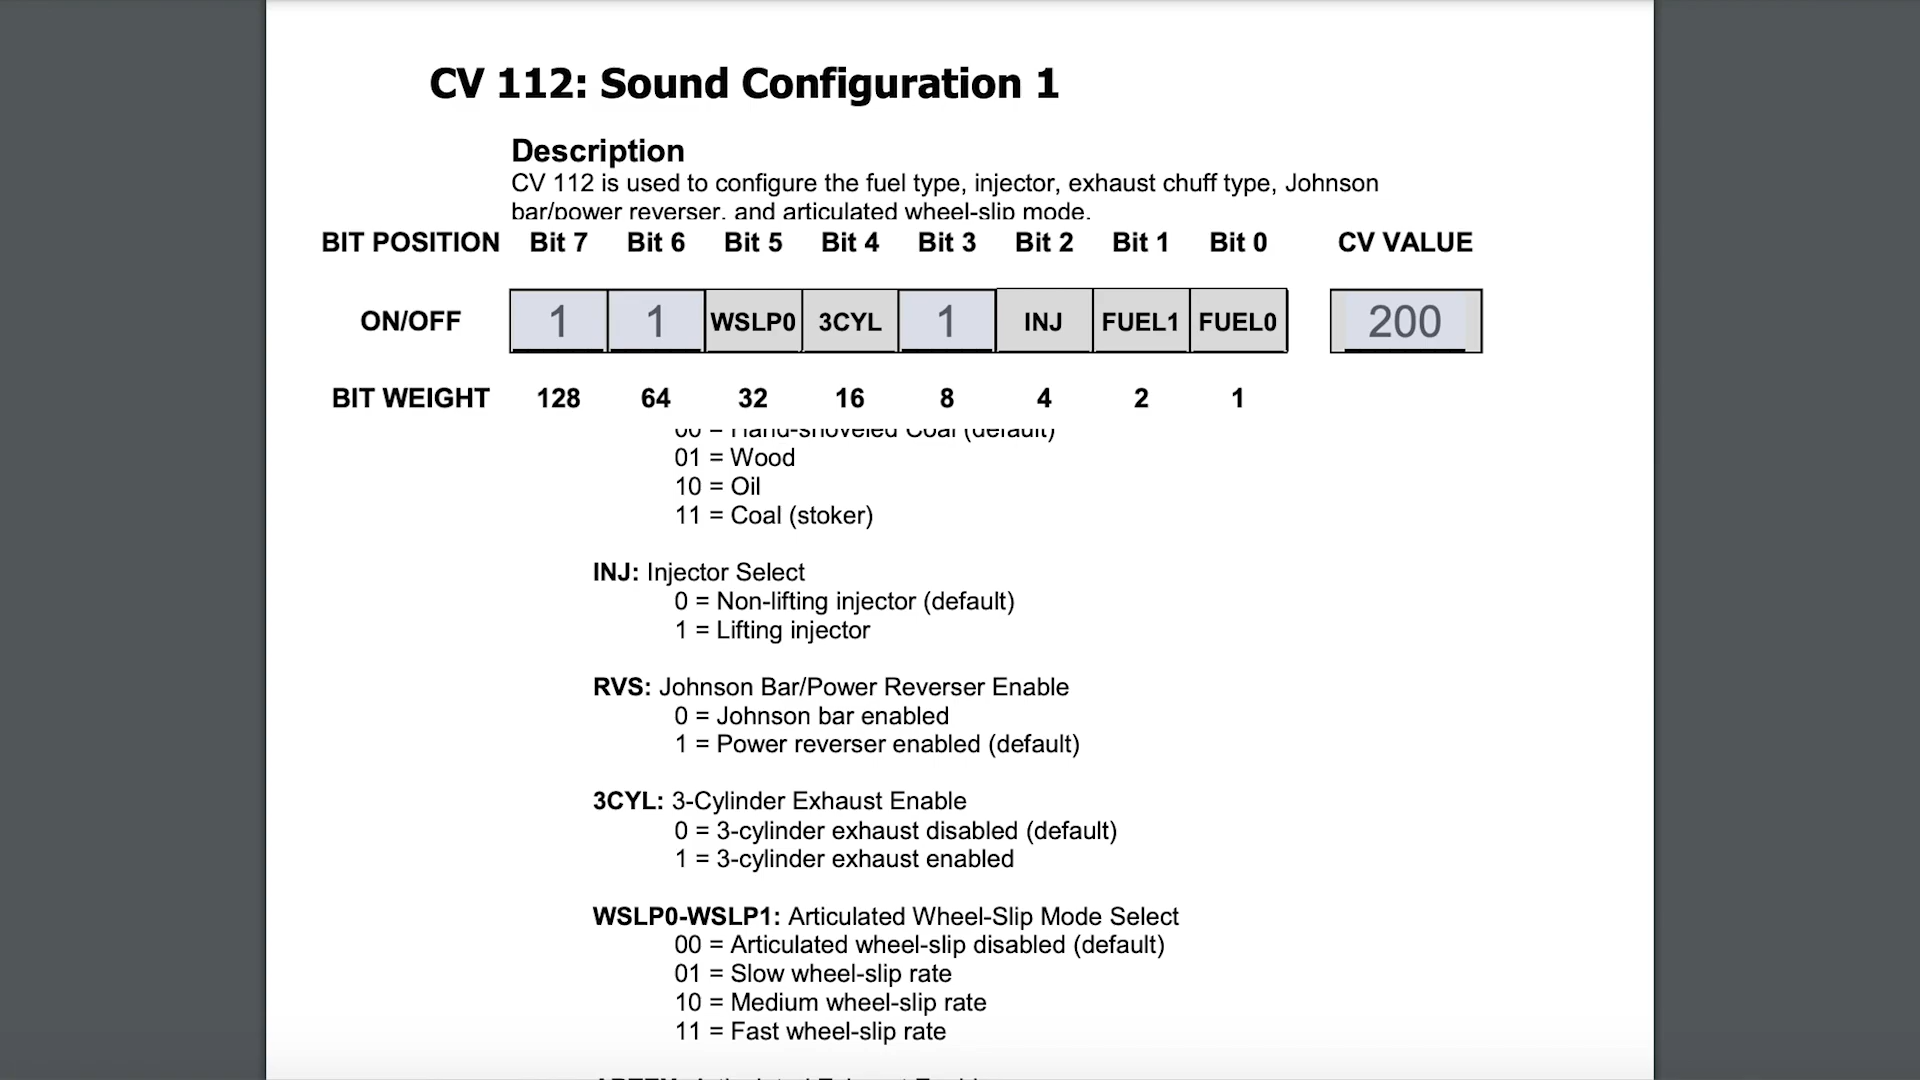 CV 112: Sound Configuration 1
Description
CV 112 is used to configure the fuel type, injector, exhaust chuff type, Johnson
bar/power reverser, and articulated wheel-slip mode.
BIT POSITION Bit 7 Bit 6 Bit 5 Bit 4 Bit 3 Bit 2 Bit 1 Bit 0 CV VALUE
ON/OFF 1 1 WSLP0 3CYL 1 INJ FUEL1 FUEL0 200
BIT WEIGHT 128 64 32 16 8 4 2 1
00 = Hand-shoveled Coal (default)
01 = Wood
10 = Oil
11 = Coal (stoker)
INJ: Injector Select
0 = Non-lifting injector (default)
1 = Lifting injector
RVS: Johnson Bar/Power Reverser Enable
0 = Johnson bar enabled
1 = Power reverser enabled (default)
3CYL: 3-Cylinder Exhaust Enable
0 = 3-cylinder exhaust disabled (default)
1 = 3-cylinder exhaust enabled
WSLP0-WSLP1: Articulated Wheel-Slip Mode Select
00 = Articulated wheel-slip disabled (default)
01 = Slow wheel-slip rate
10 = Medium wheel-slip rate
11 = Fast wheel-slip rate